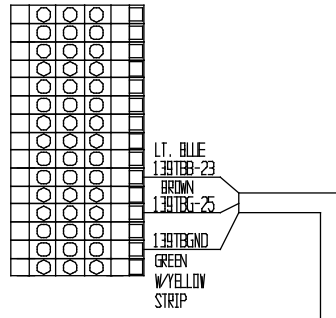 LT. BLUE
139TBB-23
BROWN
139TBG-25
139TBGND
GREEN
W/YELLOW
STRIP